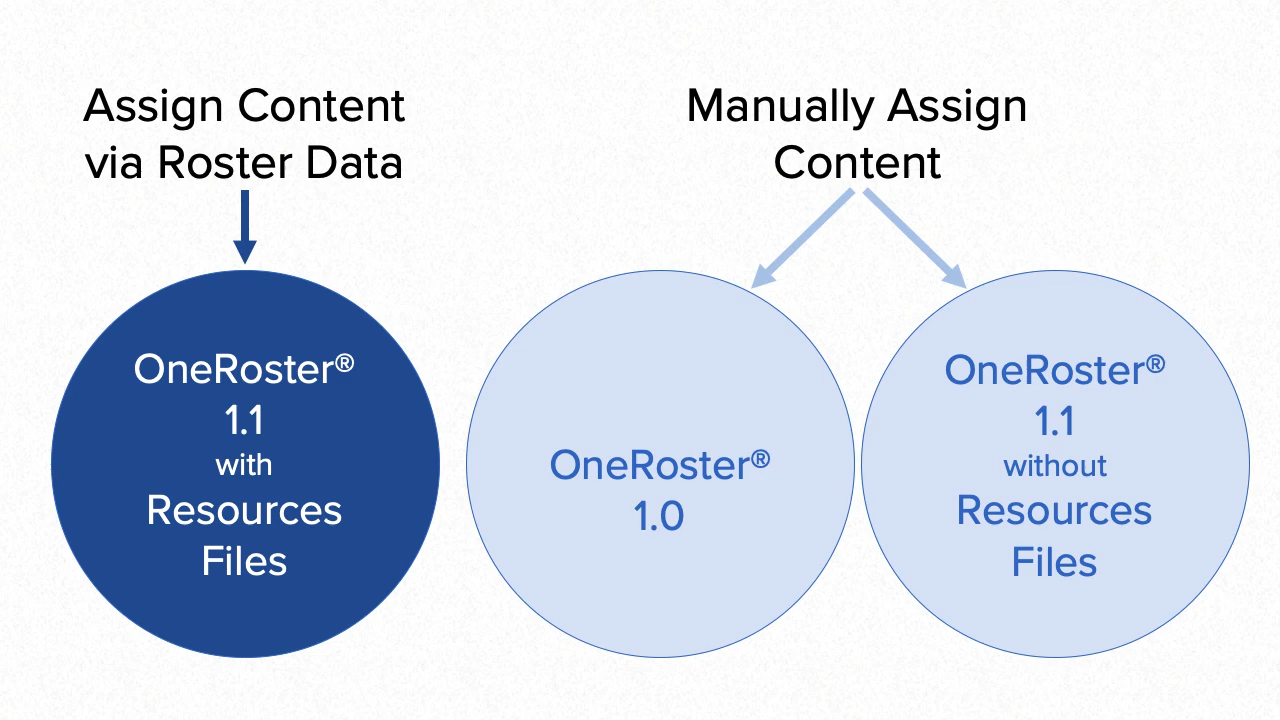 Assign Content
via Roster Data
Manually Assign
Content
OneRoster®
1.1
with
Resources
Files
OneRoster®
1.0
OneRoster®
1.1
without
Resources
Files